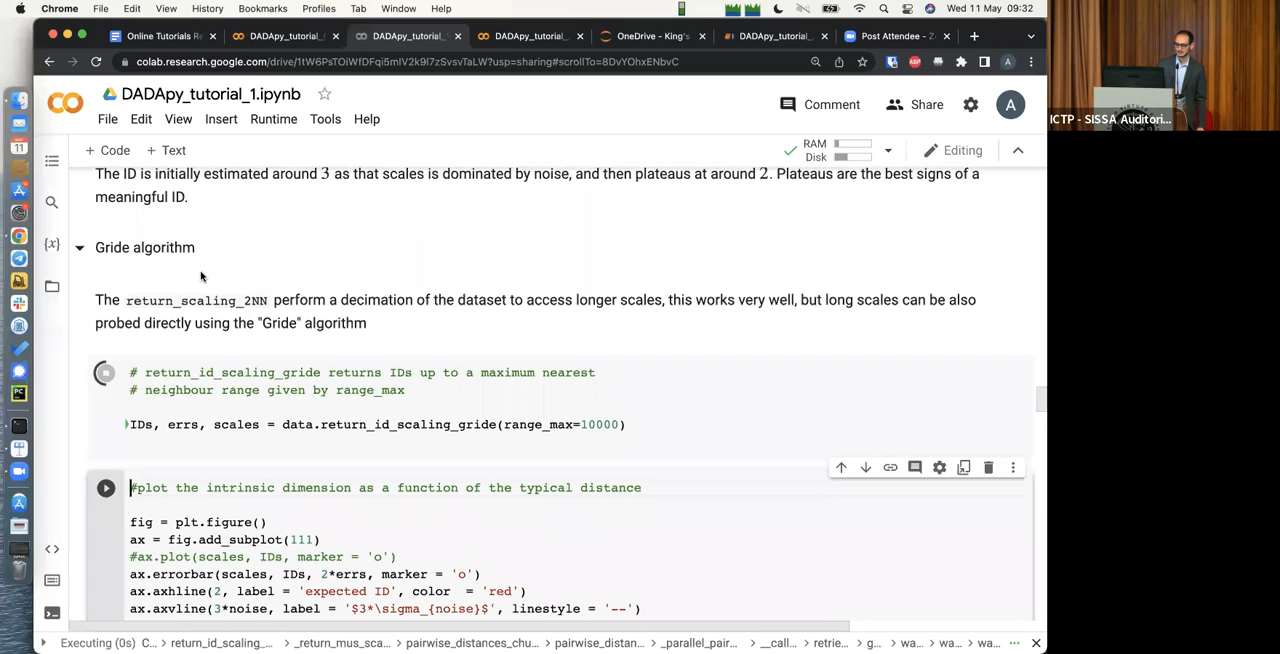 Chrome File Edit View History Bookmarks Profiles Tab Window Help Wed 11 May 09:32
Online Tutorials Re DADApy_tutorial_ DADApy_tutorial_ DADApy_tutorial_ OneDrive - King's DADApy_tutorial_ Post Attendee - Z
colab.research.google.com/drive/1tW6PsTOiWfDFqi5mIV2k9I7zSvsvTaLW?usp=sharing#scrollTo=8DvYOhxENbvC
DADApy_tutorial_1.ipynb
Comment Share A
File Edit View Insert Runtime Tools Help
+ Code + Text RAM Disk Editing
The ID is initially estimated around 3 as that scales is dominated by noise, and then plateaus at around 2. Plateaus are the best signs of a
meaningful ID.
Gride algorithm
The return_scaling_2NN perform a decimation of the dataset to access longer scales, this works very well, but long scales can be also
probed directly using the "Gride" algorithm
# return_id_scaling_gride returns IDs up to a maximum nearest
# neighbour range given by range_max
IDs, errs, scales = data.return_id_scaling_gride(range_max=10000)
#plot the intrinsic dimension as a function of the typical distance
fig = plt.figure()
ax = fig.add_subplot(111)
#ax.plot(scales, IDs, marker = 'o')
ax.errorbar(scales, IDs, 2*errs, marker = 'o')
ax.axhline(2, label = 'expected ID', color  = 'red')
ax.axvline(3*noise, label = '$3*\sigma_{noise}$', linestyle = '--')
Executing (0s) C... > return_id_scaling_... > _return_mus_sca... > pairwise_distances_chu... > pairwise_distan... > _parallel_pair... > __call... > retrie... > g... > wa... > wa... > wa...
ICTP - SISSA Auditori...